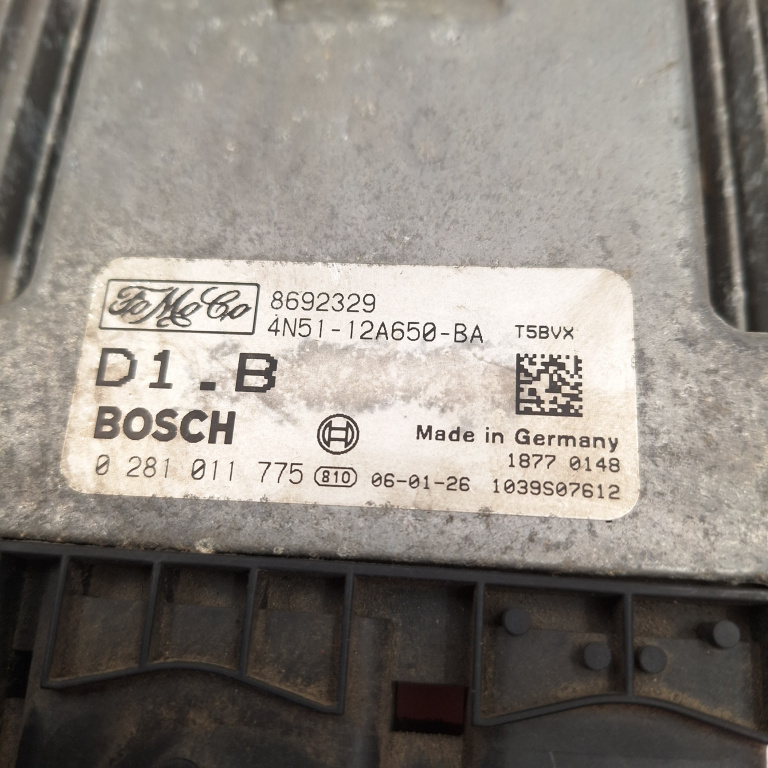 FoMoCo 8692329
4N51-12A650-BA T5BVX
D1.B
BOSCH Made in Germany
1877 0148
0 281 011 775 810 06-01-26 1039S07612